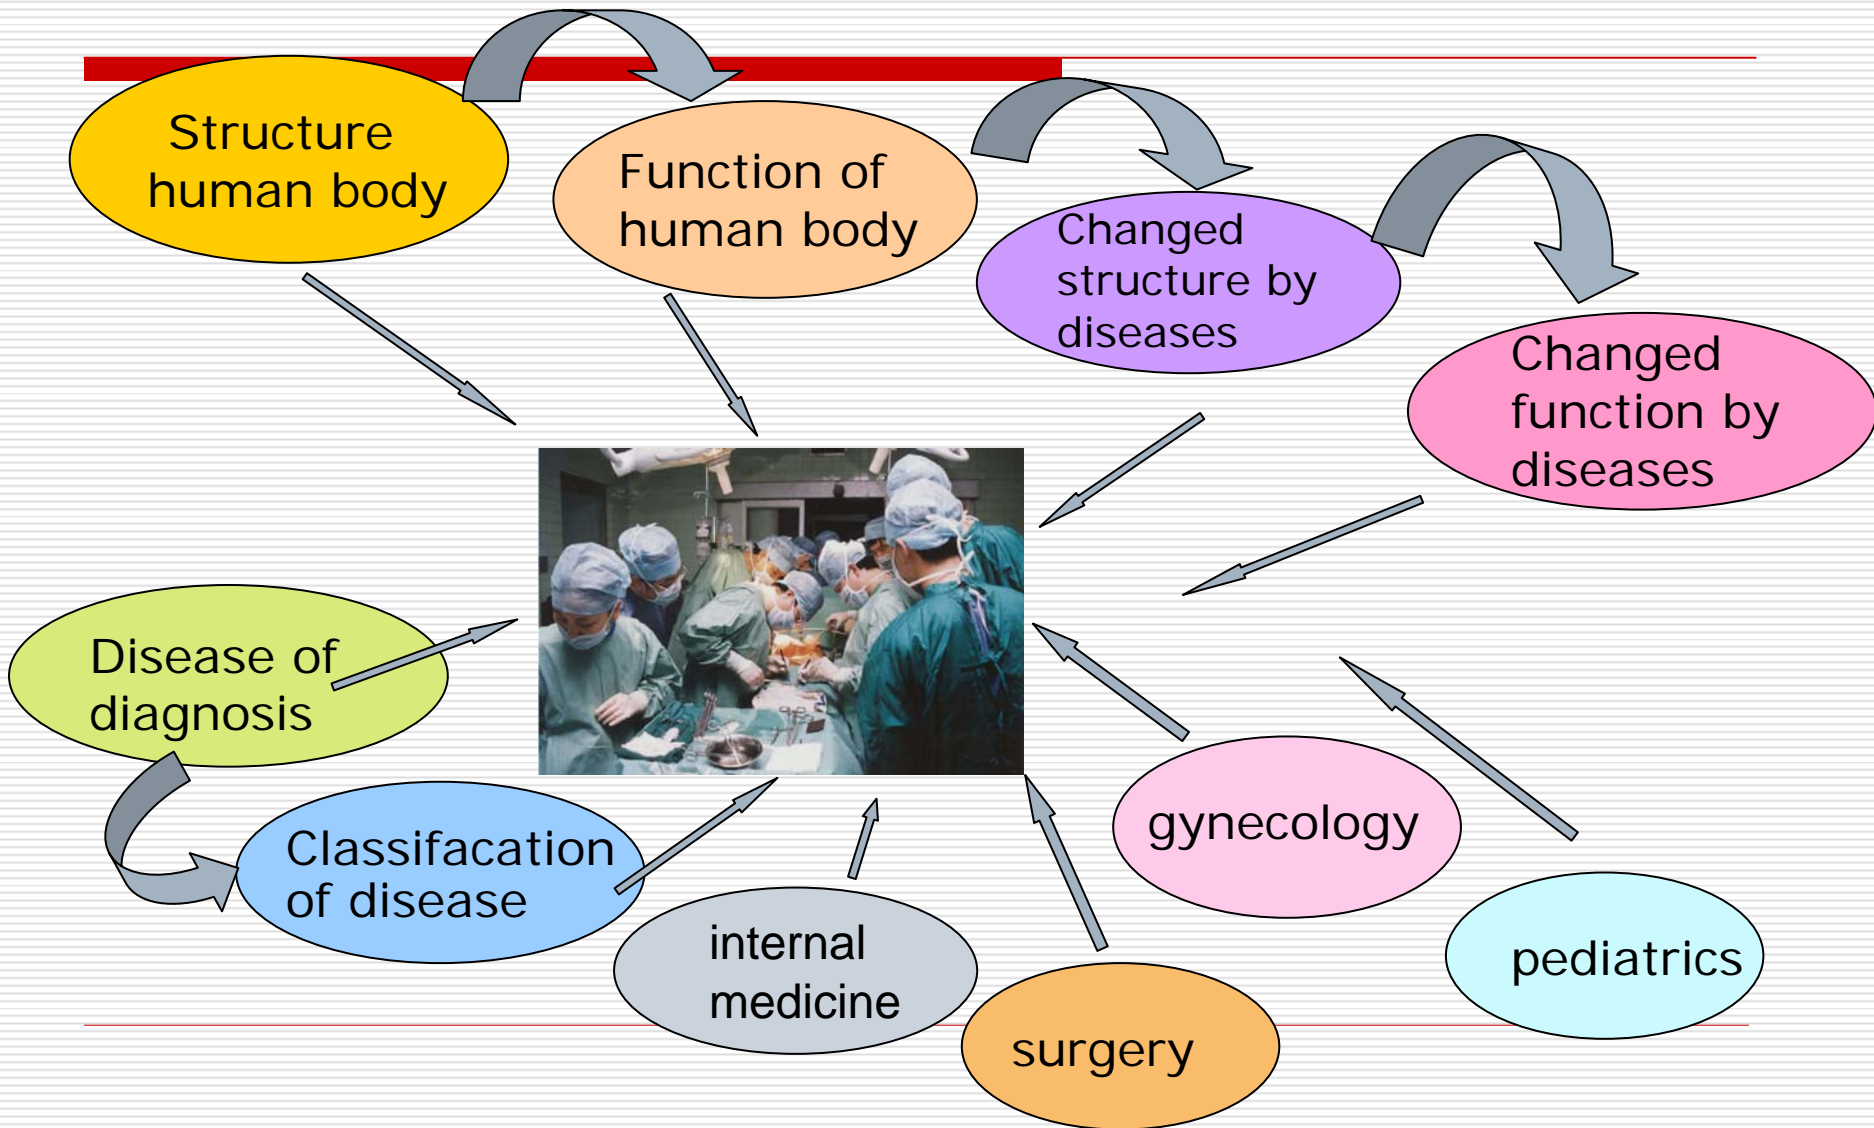 Structure
human body
Function of
human body
Changed
structure by
diseases
Changed
function by
diseases
Disease of
diagnosis
Classifacation
of disease
internal
medicine
surgery
gynecology
pediatrics